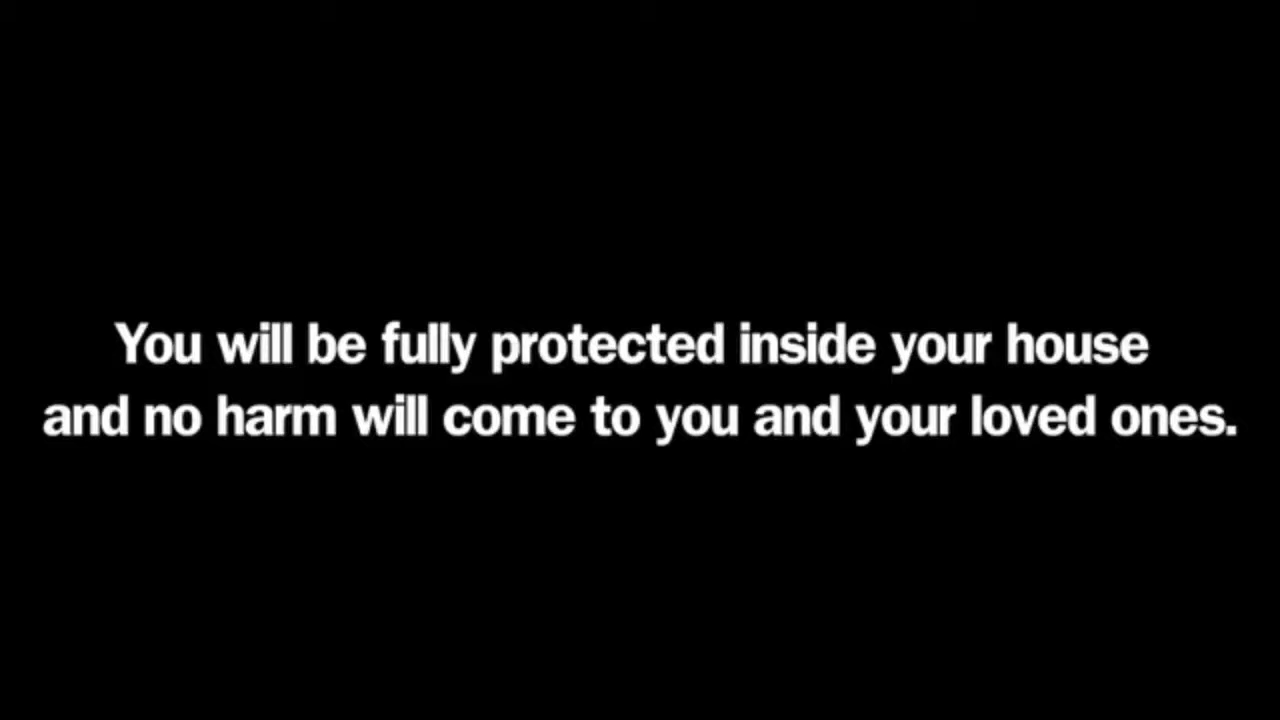 You will be fully protected inside your house
and no harm will come to you and your loved ones.